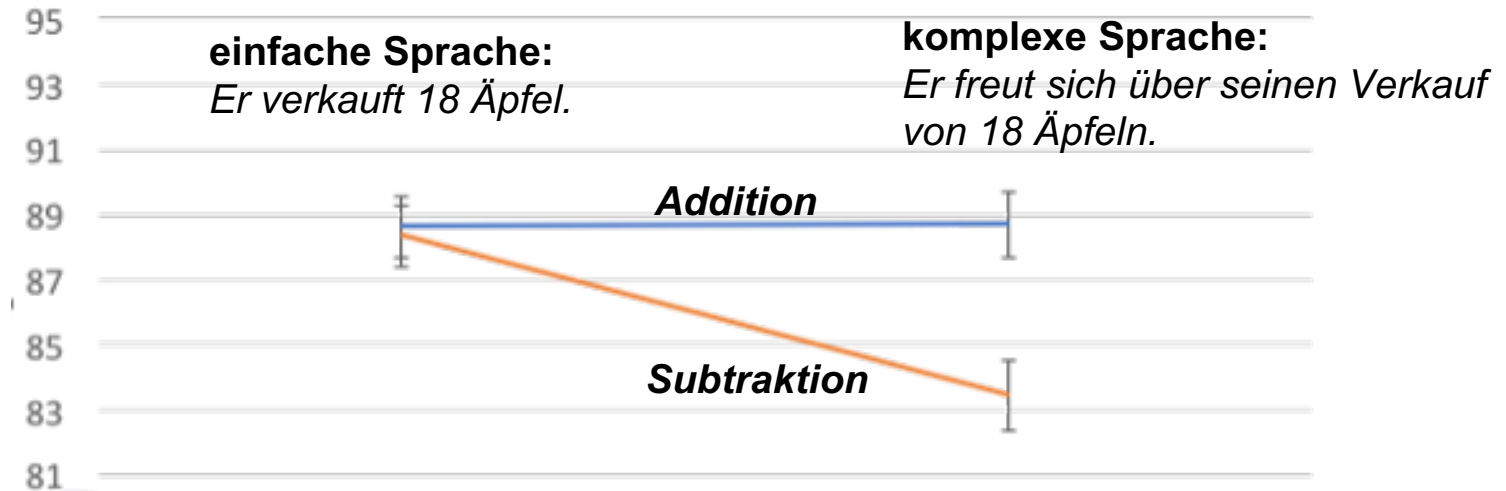 95
93
91
89
87
85
83
81
einfache Sprache:
Er verkauft 18 Äpfel.
komplexe Sprache:
Er freut sich über seinen Verkauf
von 18 Äpfeln.
Addition
Subtraktion